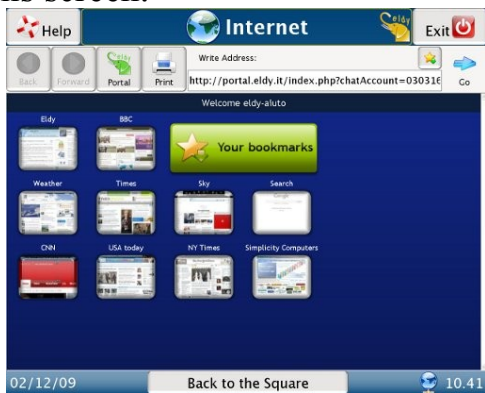 this screen.
Help
Internet
eldy
Exit
Back
Forward
Portal
Print
Write Address:
http://portal.eldy.it/index.php?chatAccount=030316
Go
Welcome eldy-aluto
Eldy
BBC
Your bookmarks
Weather
Times
Sky
Search
CNN
USA today
NY Times
Simplicity Computers
02/12/09
Back to the Square
10.41